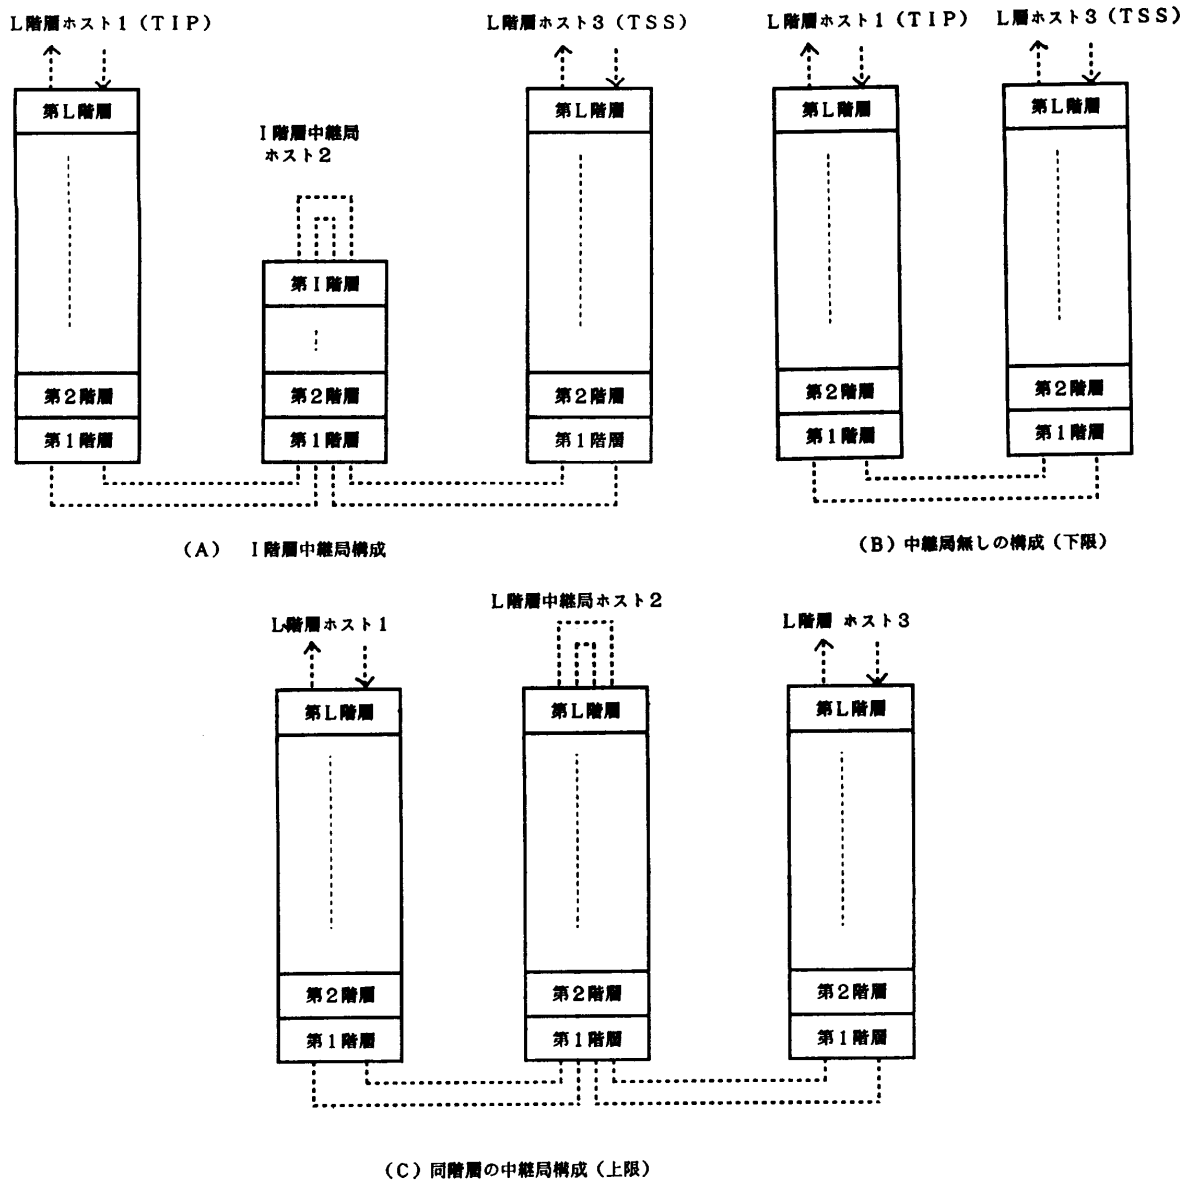 L階層ホスト1（TIP）
L階層ホスト3（TSS）
第L階層
I階層中継局
ホスト2
第L階層
第I階層
第2階層
第2階層
第2階層
第1階層
第1階層
第1階層
（A）　I階層中継局構成
L階層ホスト1（TIP）
L層ホスト3（TSS）
第L階層
第L階層
第2階層
第2階層
第1階層
第1階層
（B）中継局無しの構成（下限）
L階層ホスト1
L階層中継局ホスト2
L階層 ホスト3
第L階層
第L階層
第L階層
第2階層
第2階層
第2階層
第1階層
第1階層
第1階層
（C）同階層の中継局構成（上限）